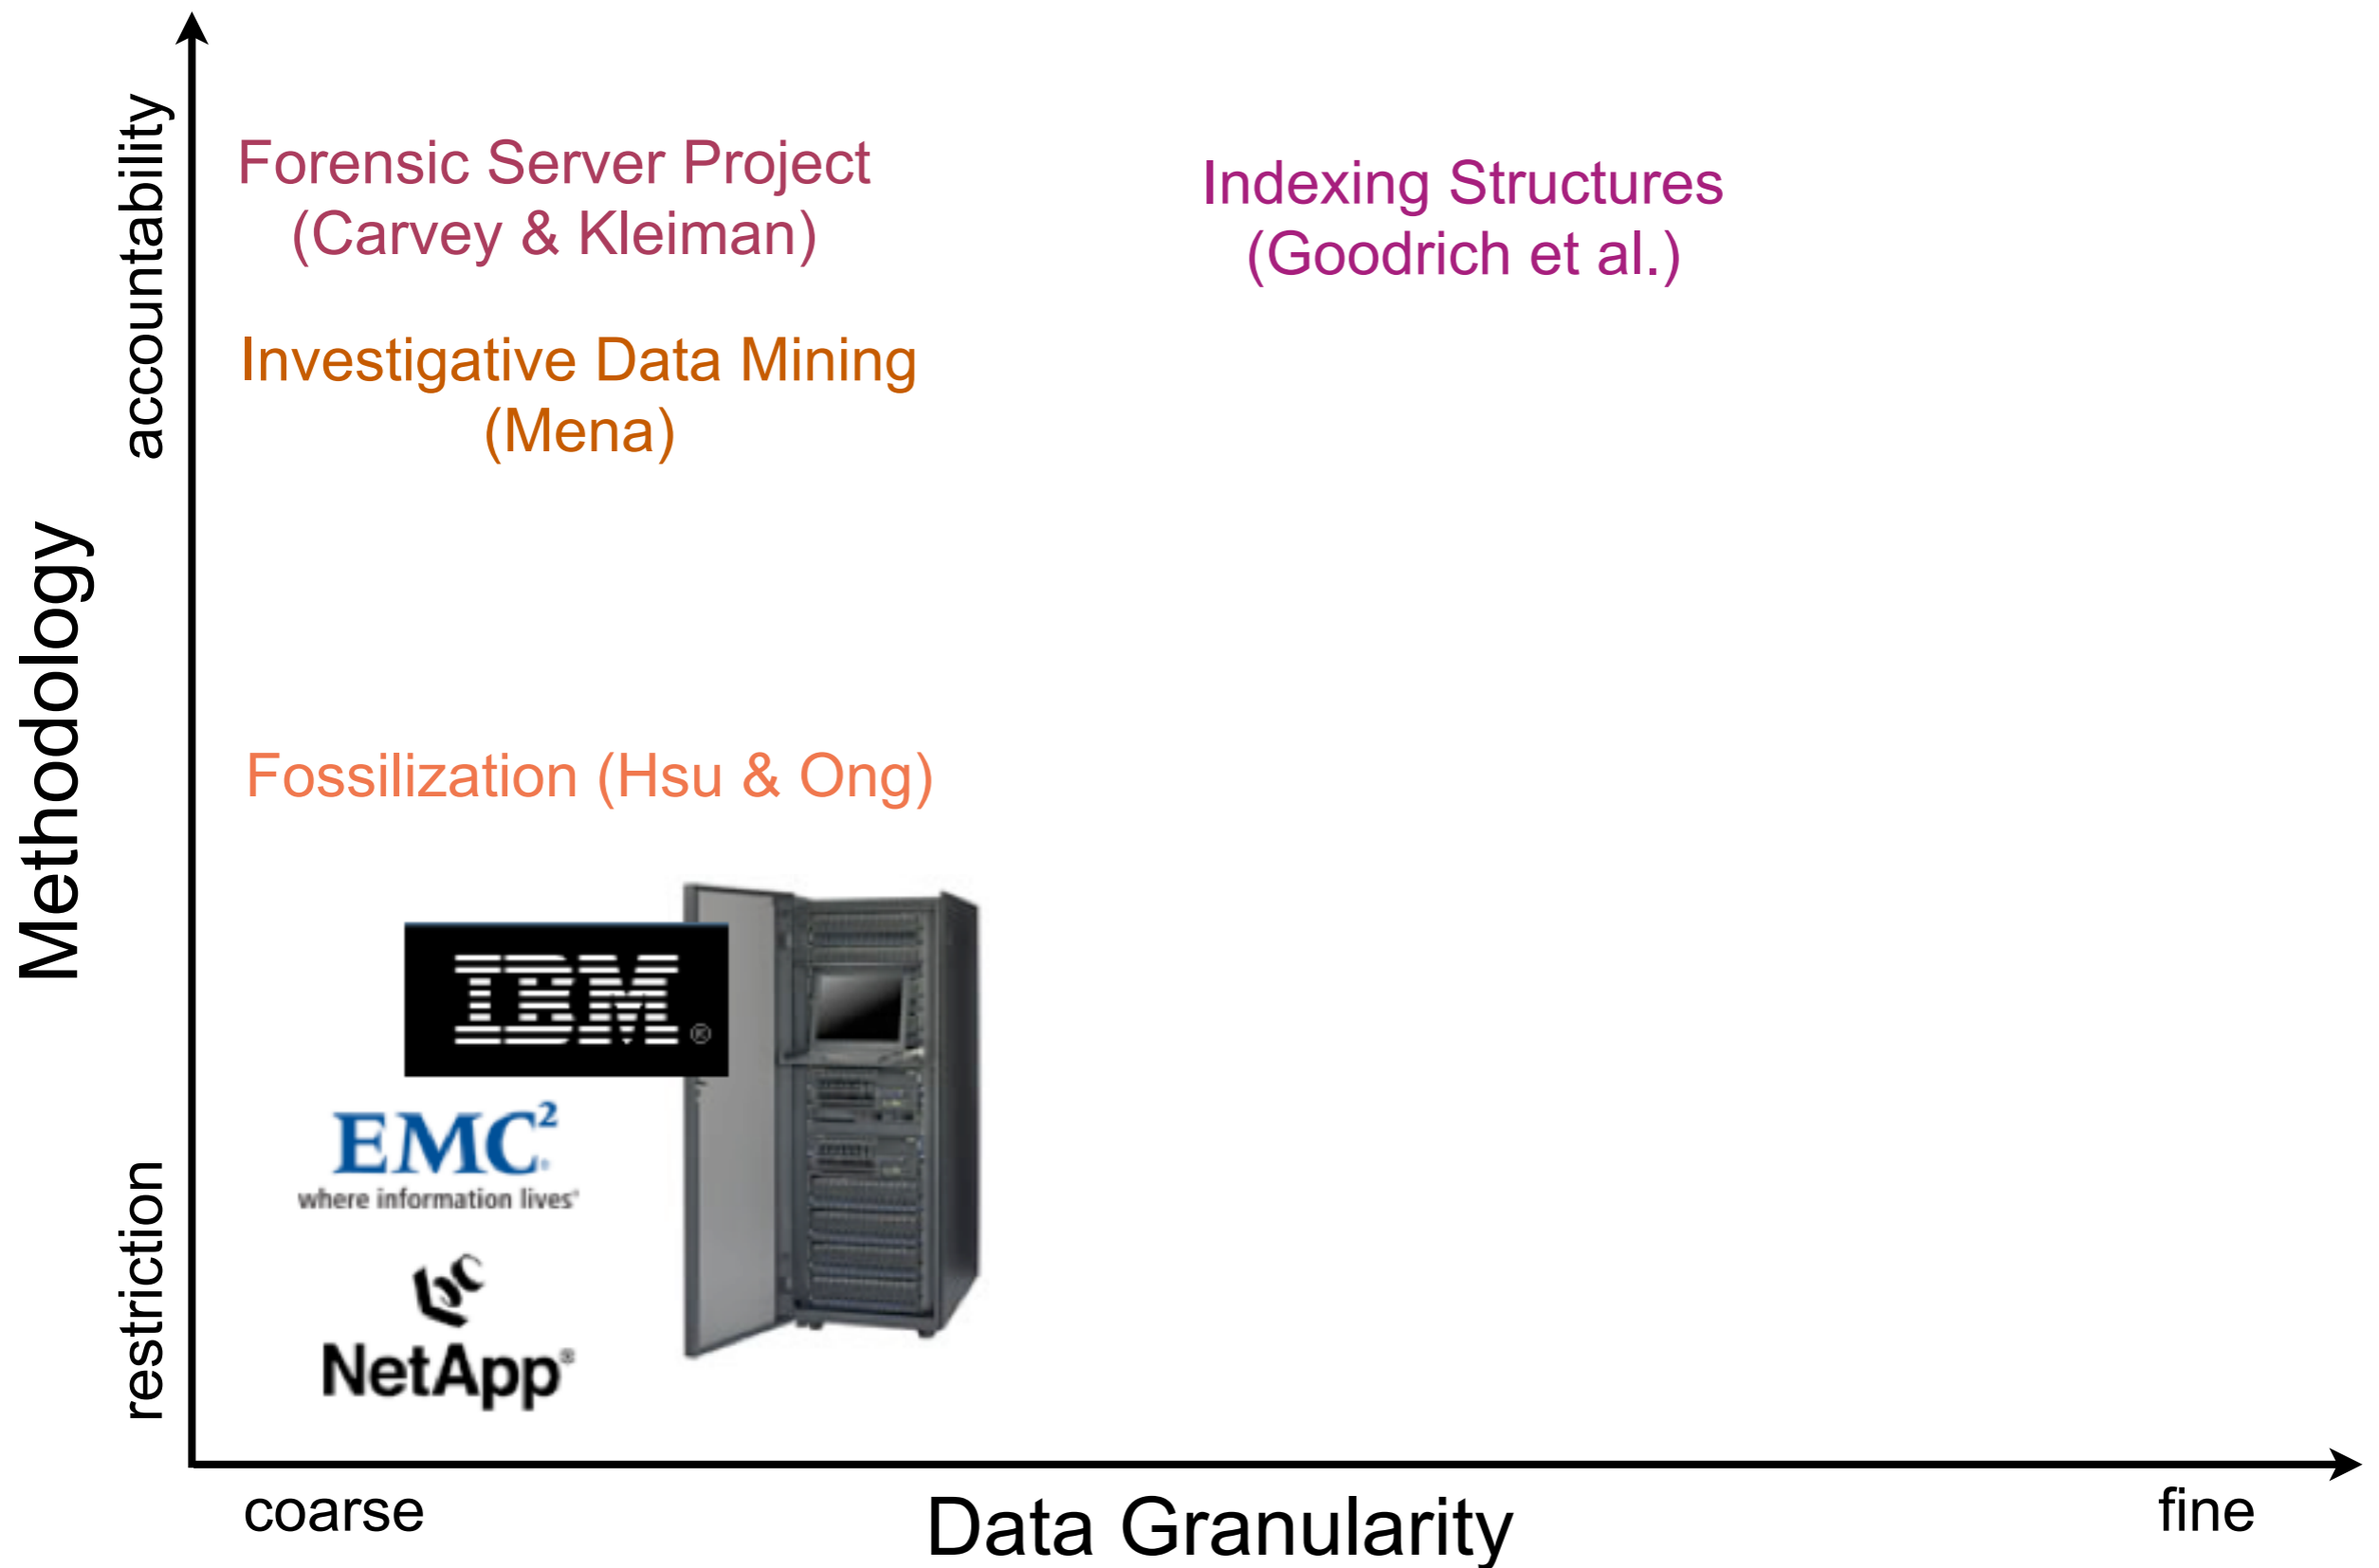 accountability
Forensic Server Project
(Carvey & Kleiman)
Indexing Structures
(Goodrich et al.)
Investigative Data Mining
(Mena)
Methodology
Fossilization (Hsu & Ong)
IBM®
EMC²
where information lives®
restriction
NetApp®
coarse
Data Granularity
fine